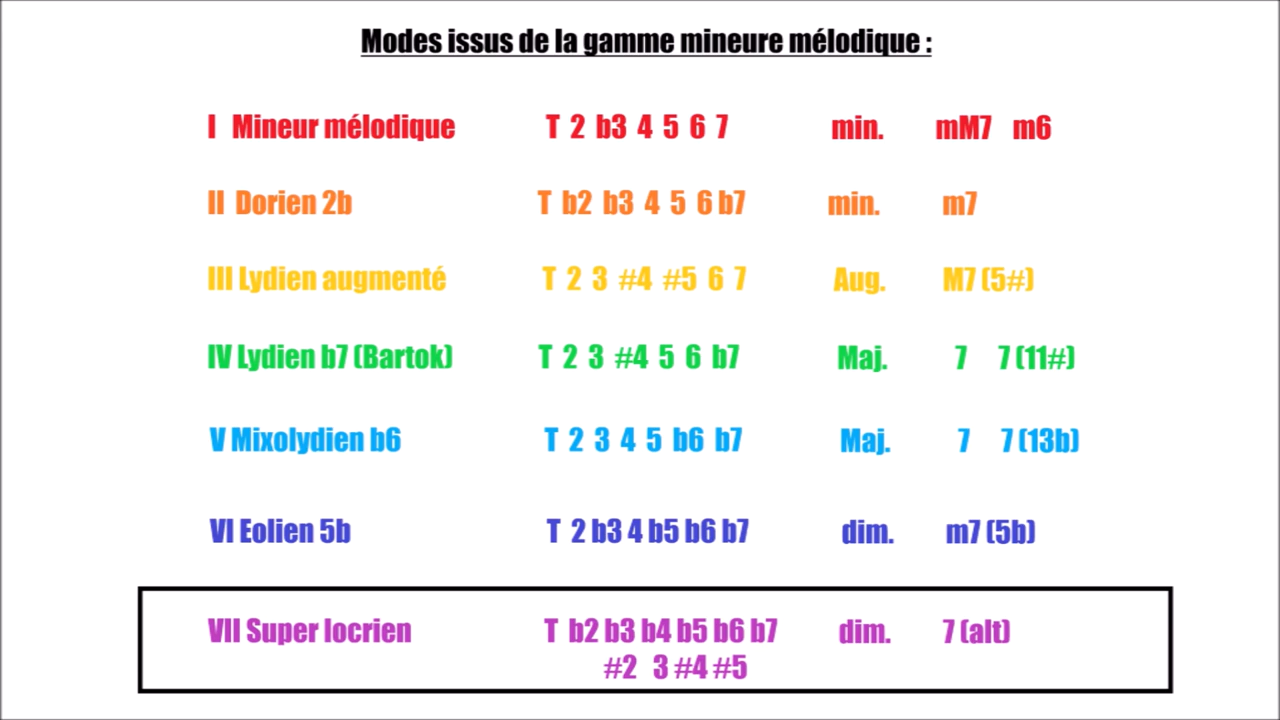 Modes issus de la gamme mineure mélodique :
I Mineur mélodique T 2 b3 4 5 6 7 min. mM7 m6
II Dorien 2b T b2 b3 4 5 6 b7 min. m7
III Lydien augmenté T 2 3 #4 #5 6 7 Aug. M7 (5#)
IV Lydien b7 (Bartok) T 2 3 #4 5 6 b7 Maj. 7 7 (11#)
V Mixolydien b6 T 2 3 4 5 b6 b7 Maj. 7 7 (13b)
VI Eolien 5b T 2 b3 4 b5 b6 b7 dim. m7 (5b)
VII Super locrien T b2 b3 b4 b5 b6 b7 dim. 7 (alt)
#2 3 #4 #5